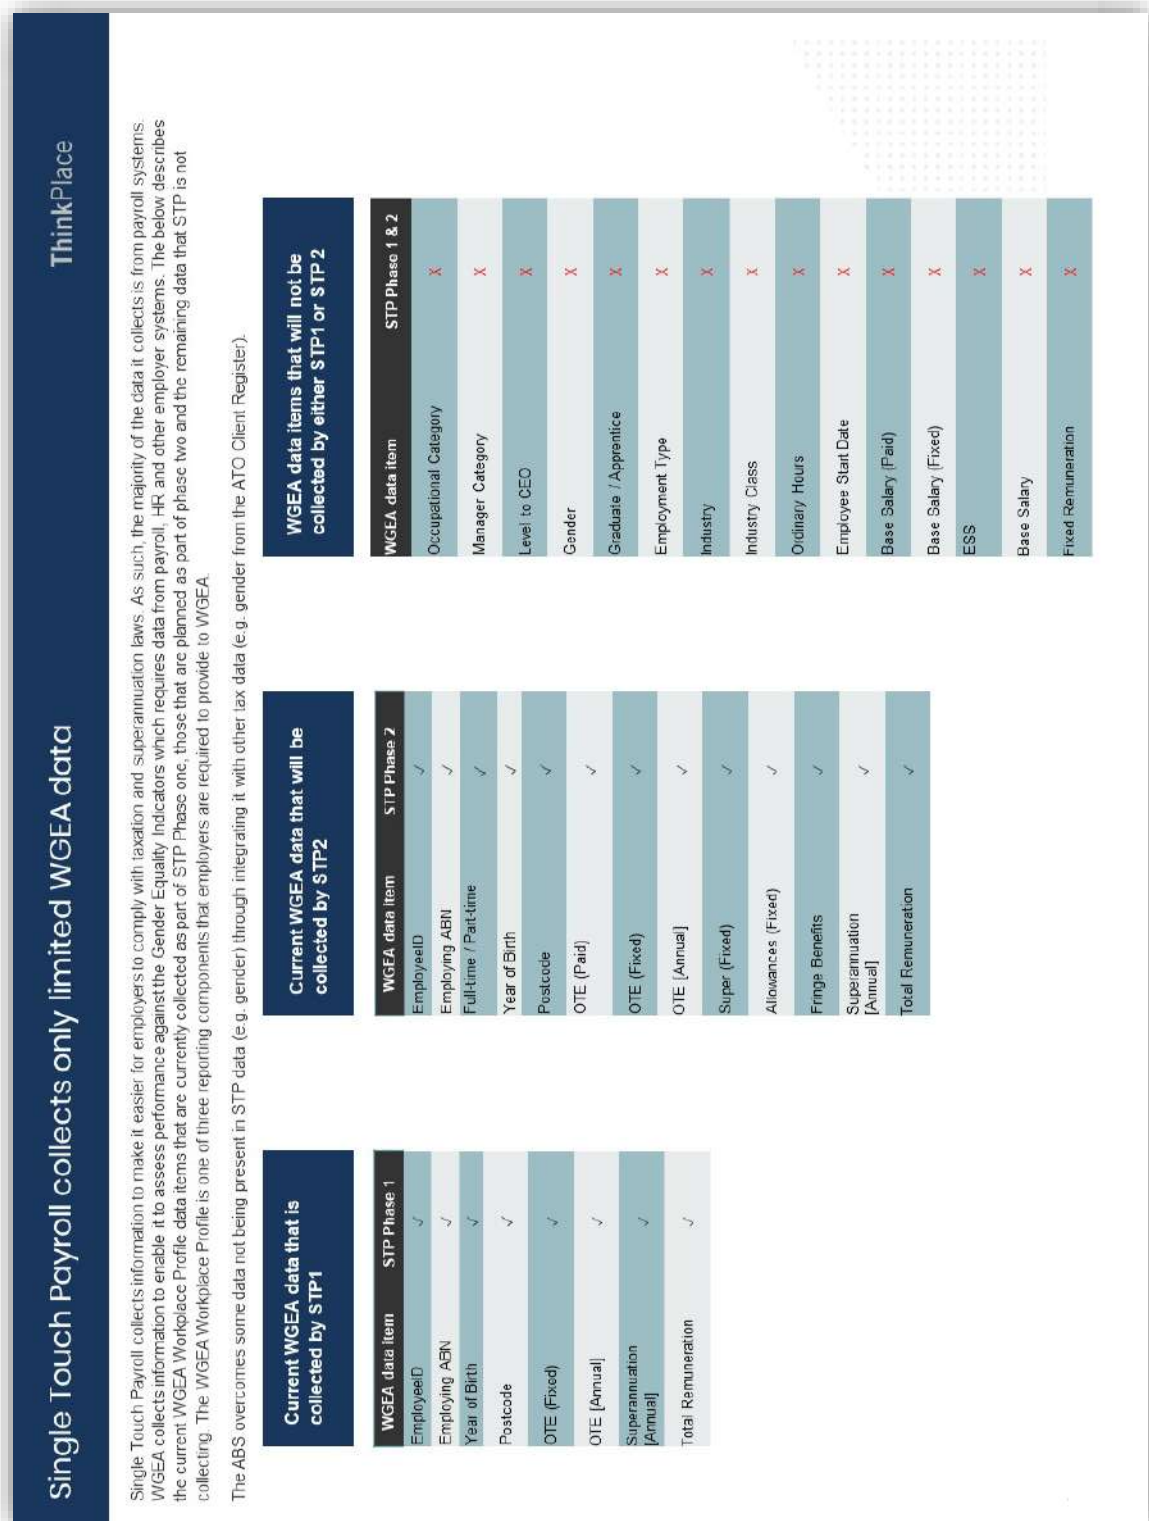 Single Touch Payroll collects only limited WGEA data
ThinkPlace
Single Touch Payroll collects information to make it easier for employers to comply with taxation and superannuation laws. As such, the majority of the data it collects is from payroll systems.
WGEA collects information to enable it to assess performance against the Gender Equality Indicators which requires data from payroll, HR and other employer systems. The below describes
the current WGEA Workplace Profile data items that are currently collected as part of STP Phase one, those that are planned as part of phase two and the remaining data that STP is not
collecting. The WGEA Workplace Profile is one of three reporting components that employers are required to provide to WGEA.
The ABS overcomes some data not being present in STP data (e.g. gender) through integrating it with other tax data (e.g. gender from the ATO Client Register).
Current WGEA data that is
collected by STP1
WGEA data item STP Phase 1
EmployeeID ✓
Employing ABN ✓
Year of Birth ✓
Postcode ✓
OTE (Fixed) ✓
OTE [Annual] ✓
Superannuation
[Annual] ✓
Total Remuneration ✓
Current WGEA data that will be
collected by STP2
WGEA data item STP Phase 2
EmployeeID ✓
Employing ABN ✓
Full-time / Part-time ✓
Year of Birth ✓
Postcode ✓
OTE (Paid) ✓
OTE (Fixed) ✓
OTE [Annual] ✓
Super (Fixed) ✓
Allowances (Fixed) ✓
Fringe Benefits ✓
Superannuation
[Annual] ✓
Total Remuneration ✓
WGEA data items that will not be
collected by either STP1 or STP 2
WGEA data item STP Phase 1 & 2
Occupational Category X
Manager Category X
Level to CEO X
Gender X
Graduate / Apprentice X
Employment Type X
Industry X
Industry Class X
Ordinary Hours X
Employee Start Date X
Base Salary (Paid) X
Base Salary (Fixed) X
ESS X
Base Salary X
Fixed Remuneration X